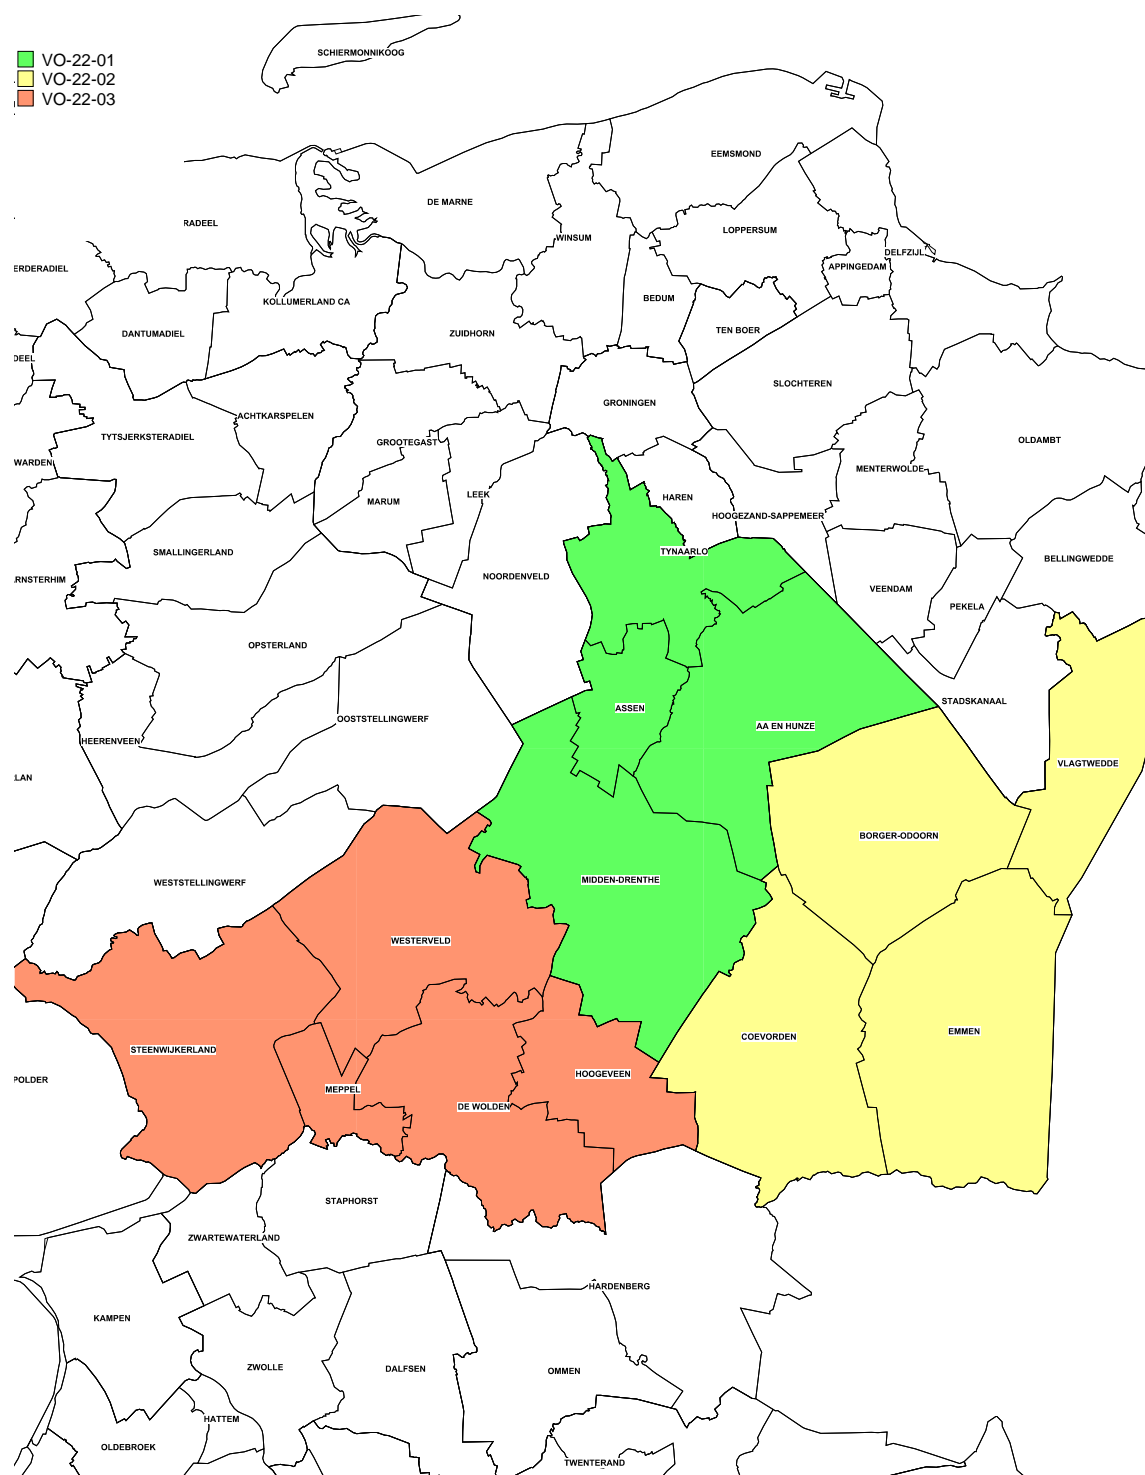 SCHIERMONNIKOOG
VO-22-01
VO-22-02
VO-22-03
EEMSMOND
DE MARNE
RADEEL
LOPPERSUM
WINSUM
DELFZIJL
APPINGEDAM
ERDERADIEL
BEDUM
KOLLUMERLAND CA
TEN BOER
DANTUMADIEL
ZUIDHORN
DEEL
SLOCHTEREN
GRONINGEN
ACHTKARSPELEN
TYTSJERKSTERADIEL
OLDAMBT
GROOTEGAST
WARDEN
MENTERWOLDE
LEEK
HAREN
MARUM
HOOGEZAND-SAPPEMEER
SMALLINGERLAND
TYNAARLO
BELLINGWEDDE
NOORDENVELD
RNSTERHIM
VEENDAM
PEKELA
OPSTERLAND
STADSKANAAL
ASSEN
OOSTSTELLINGWERF
AA EN HUNZE
HEERENVEEN
VLAGTWEDDE
LAN
BORGER-ODOORN
MIDDEN-DRENTHE
WESTSTELLINGWERF
WESTERVELD
EMMEN
COEVORDEN
STEENWIJKERLAND
HOOGEVEEN
POLDER
MEPPEL
DE WOLDEN
STAPHORST
ZWARTEWATERLAND
HARDENBERG
KAMPEN
ZWOLLE
DALFSEN
OMMEN
HATTEM
OLDEBROEK
TWENTERAND